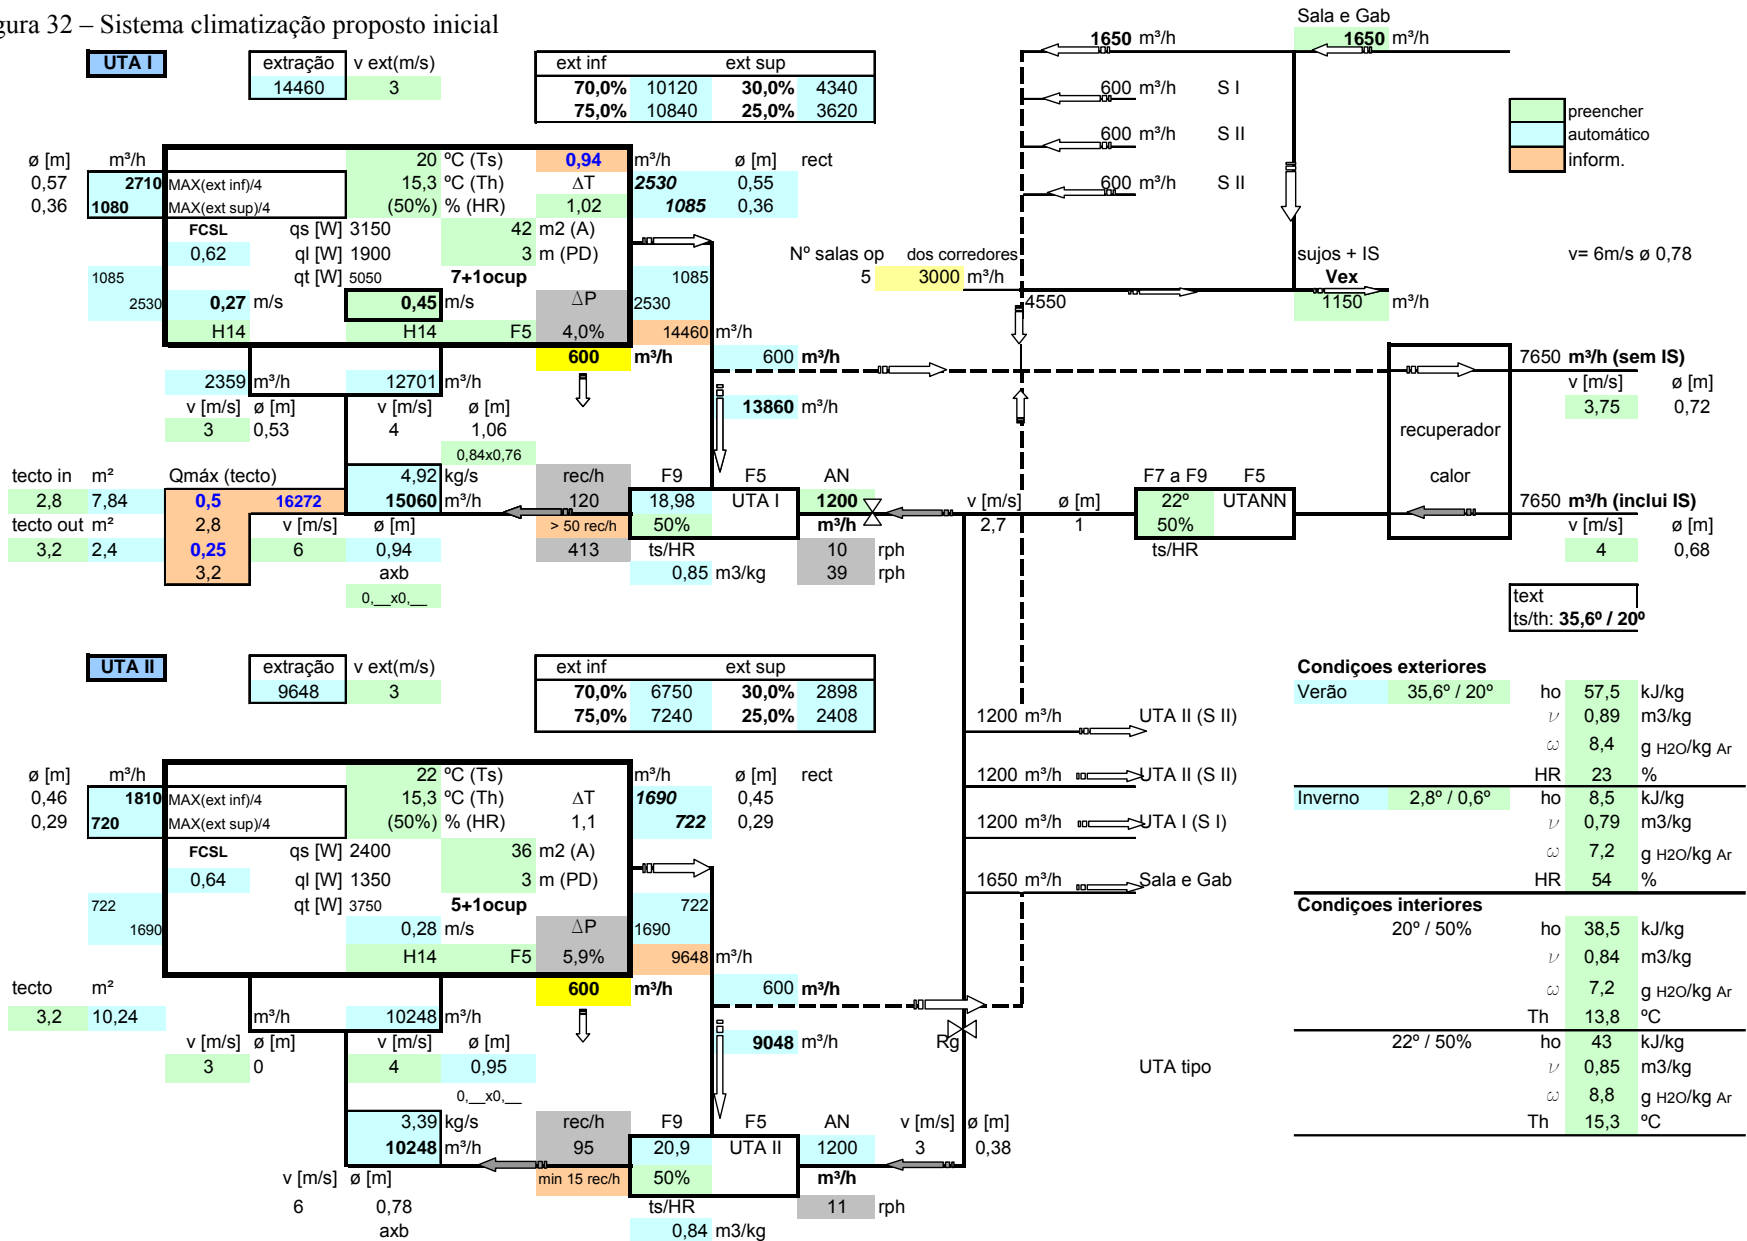 gura 32 – Sistema climatização proposto inicial
Sala e Gab
1650 m³/h 1650 m³/h
UTA I extração v ext(m/s) ext inf ext sup
14460 3 70,0% 10120 30,0% 4340
75,0% 10840 25,0% 3620
600 m³/h S I
600 m³/h S II
600 m³/h S II
preencher
automático
inform.
ø [m] m³/h 20 ºC (Ts) 0,94 m³/h ø [m] rect
0,57 2710 MAX(ext inf)/4 15,3 ºC (Th) ΔT 2530 0,55
0,36 1080 MAX(ext sup)/4 (50%) % (HR) 1,02 1085 0,36
FCSL qs [W] 3150 42 m2 (A)
0,62 ql [W] 1900 3 m (PD)
1085 qt [W] 5050 7+1ocup 1085
2530 0,27 m/s 0,45 m/s ΔP 2530
H14 H14 F5 4,0% 14460 m³/h
Nº salas op dos corredores sujos + IS v= 6m/s ø 0,78
5 3000 m³/h Vex
4550 1150 m³/h
600 m³/h 600 m³/h 7650 m³/h (sem IS)
2359 m³/h 12701 m³/h v [m/s] ø [m]
v [m/s] ø [m] v [m/s] ø [m] 13860 m³/h 3,75 0,72
3 0,53 4 1,06 recuperador
0,84x0,76
tecto in m² Qmáx (tecto) 4,92 kg/s rec/h F9 F5 AN F7 a F9 F5 calor
2,8 7,84 0,5 16272 15060 m³/h 120 18,98 UTA I 1200 v [m/s] ø [m] 22º UTANN 7650 m³/h (inclui IS)
tecto out m² 2,8 v [m/s] ø [m] > 50 rec/h 50% m³/h 2,7 1 50% v [m/s] ø [m]
3,2 2,4 0,25 6 0,94 413 ts/HR 10 rph ts/HR 4 0,68
3,2 axb 0,85 m3/kg 39 rph
0,__x0,__
text
ts/th: 35,6º / 20º
UTA II extração v ext(m/s) ext inf ext sup
9648 3 70,0% 6750 30,0% 2898
75,0% 7240 25,0% 2408
1200 m³/h UTA II (S II)
1200 m³/h UTA II (S II)
1200 m³/h UTA I (S I)
1650 m³/h Sala e Gab
Condiçoes exteriores
Verão 35,6º / 20º ho 57,5 kJ/kg
ν 0,89 m3/kg
ω 8,4 g H2O/kg Ar
HR 23 %
Inverno 2,8º / 0,6º ho 8,5 kJ/kg
ν 0,79 m3/kg
ω 7,2 g H2O/kg Ar
HR 54 %
Condiçoes interiores
20º / 50% ho 38,5 kJ/kg
ν 0,84 m3/kg
ω 7,2 g H2O/kg Ar
Th 13,8 ºC
22º / 50% ho 43 kJ/kg
ν 0,85 m3/kg
ω 8,8 g H2O/kg Ar
Th 15,3 ºC
ø [m] m³/h 22 ºC (Ts) m³/h ø [m] rect
0,46 1810 MAX(ext inf)/4 15,3 ºC (Th) ΔT 1690 0,45
0,29 720 MAX(ext sup)/4 (50%) % (HR) 1,1 722 0,29
FCSL qs [W] 2400 36 m2 (A)
0,64 ql [W] 1350 3 m (PD)
722 qt [W] 3750 5+1ocup 722
1690 0,28 m/s ΔP 1690
H14 F5 5,9% 9648 m³/h
tecto m² 600 m³/h 600 m³/h
3,2 10,24 m³/h 10248 m³/h
v [m/s] ø [m] v [m/s] ø [m] 9048 m³/h Rg
3 0 4 0,95 UTA tipo
0,__x0,__
3,39 kg/s rec/h F9 F5 AN v [m/s] ø [m]
10248 m³/h 95 20,9 UTA II 1200 3 0,38
v [m/s] ø [m] min 15 rec/h 50% m³/h
6 0,78 ts/HR 11 rph
axb 0,84 m3/kg